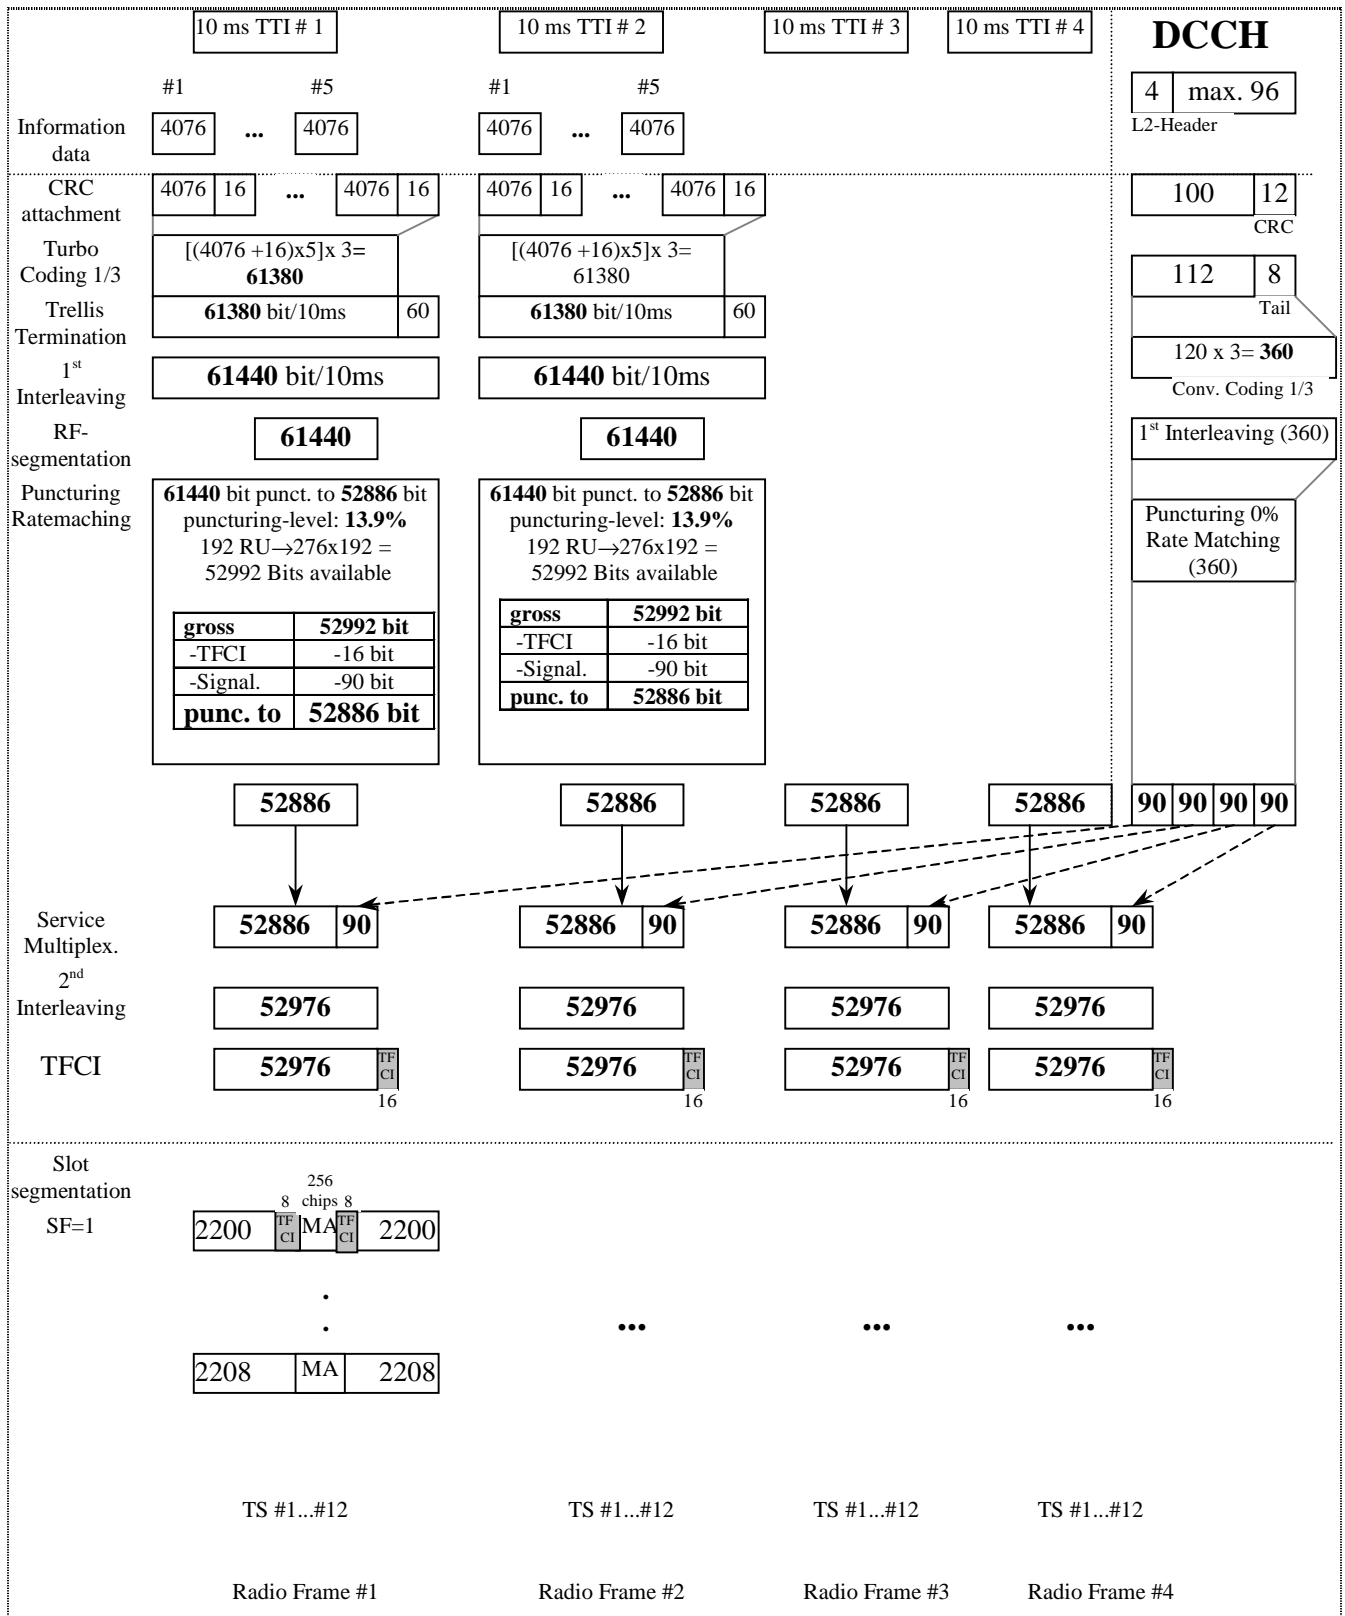 10 ms TTI # 1 10 ms TTI # 2 10 ms TTI # 3 10 ms TTI # 4 DCCH
#1 #5 #1 #5
4 max. 96
L2-Header
Information
data
4076 ... 4076 4076 ... 4076
CRC
attachment
4076 16 ... 4076 16 4076 16 ... 4076 16 100 12
CRC
Turbo
Coding 1/3
[(4076 +16)x5]x 3=
61380
[(4076 +16)x5]x 3=
61380
112 8
Tail
Trellis
Termination
61380 bit/10ms 60 61380 bit/10ms 60
120 x 3= 360
Conv. Coding 1/3
1st
Interleaving
61440 bit/10ms 61440 bit/10ms
RF-
segmentation
61440 61440 1st Interleaving (360)
Puncturing
Ratemaching
61440 bit punct. to 52886 bit
puncturing-level: 13.9%
192 RU→276x192 =
52992 Bits available
gross 52992 bit
-TFCI -16 bit
-Signal. -90 bit
punc. to 52886 bit
61440 bit punct. to 52886 bit
puncturing-level: 13.9%
192 RU→276x192 =
52992 Bits available
gross 52992 bit
-TFCI -16 bit
-Signal. -90 bit
punc. to 52886 bit
Puncturing 0%
Rate Matching
(360)
52886 52886 52886 52886 90 90 90 90
Service
Multiplex.
52886 90 52886 90 52886 90 52886 90
2nd
Interleaving
52976 52976 52976 52976
TFCI
52976 TF CI 52976 TF CI 52976 TF CI 52976 TF CI
16 16 16 16
Slot
segmentation
SF=1
256
8 chips 8
2200 TF CI MA TF CI 2200
.
. ... ... ...
2208 MA 2208
TS #1...#12 TS #1...#12 TS #1...#12 TS #1...#12
Radio Frame #1 Radio Frame #2 Radio Frame #3 Radio Frame #4